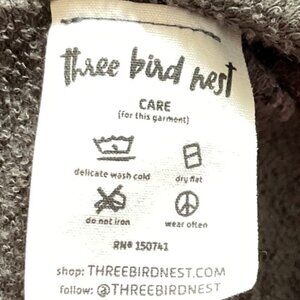 three bird nest
CARE
(for this garment)
delicate wash cold dry flat
do not iron wear often
RN# 150741
shop: THREEBIRDNEST.COM
follow: @THREEBIRDNEST